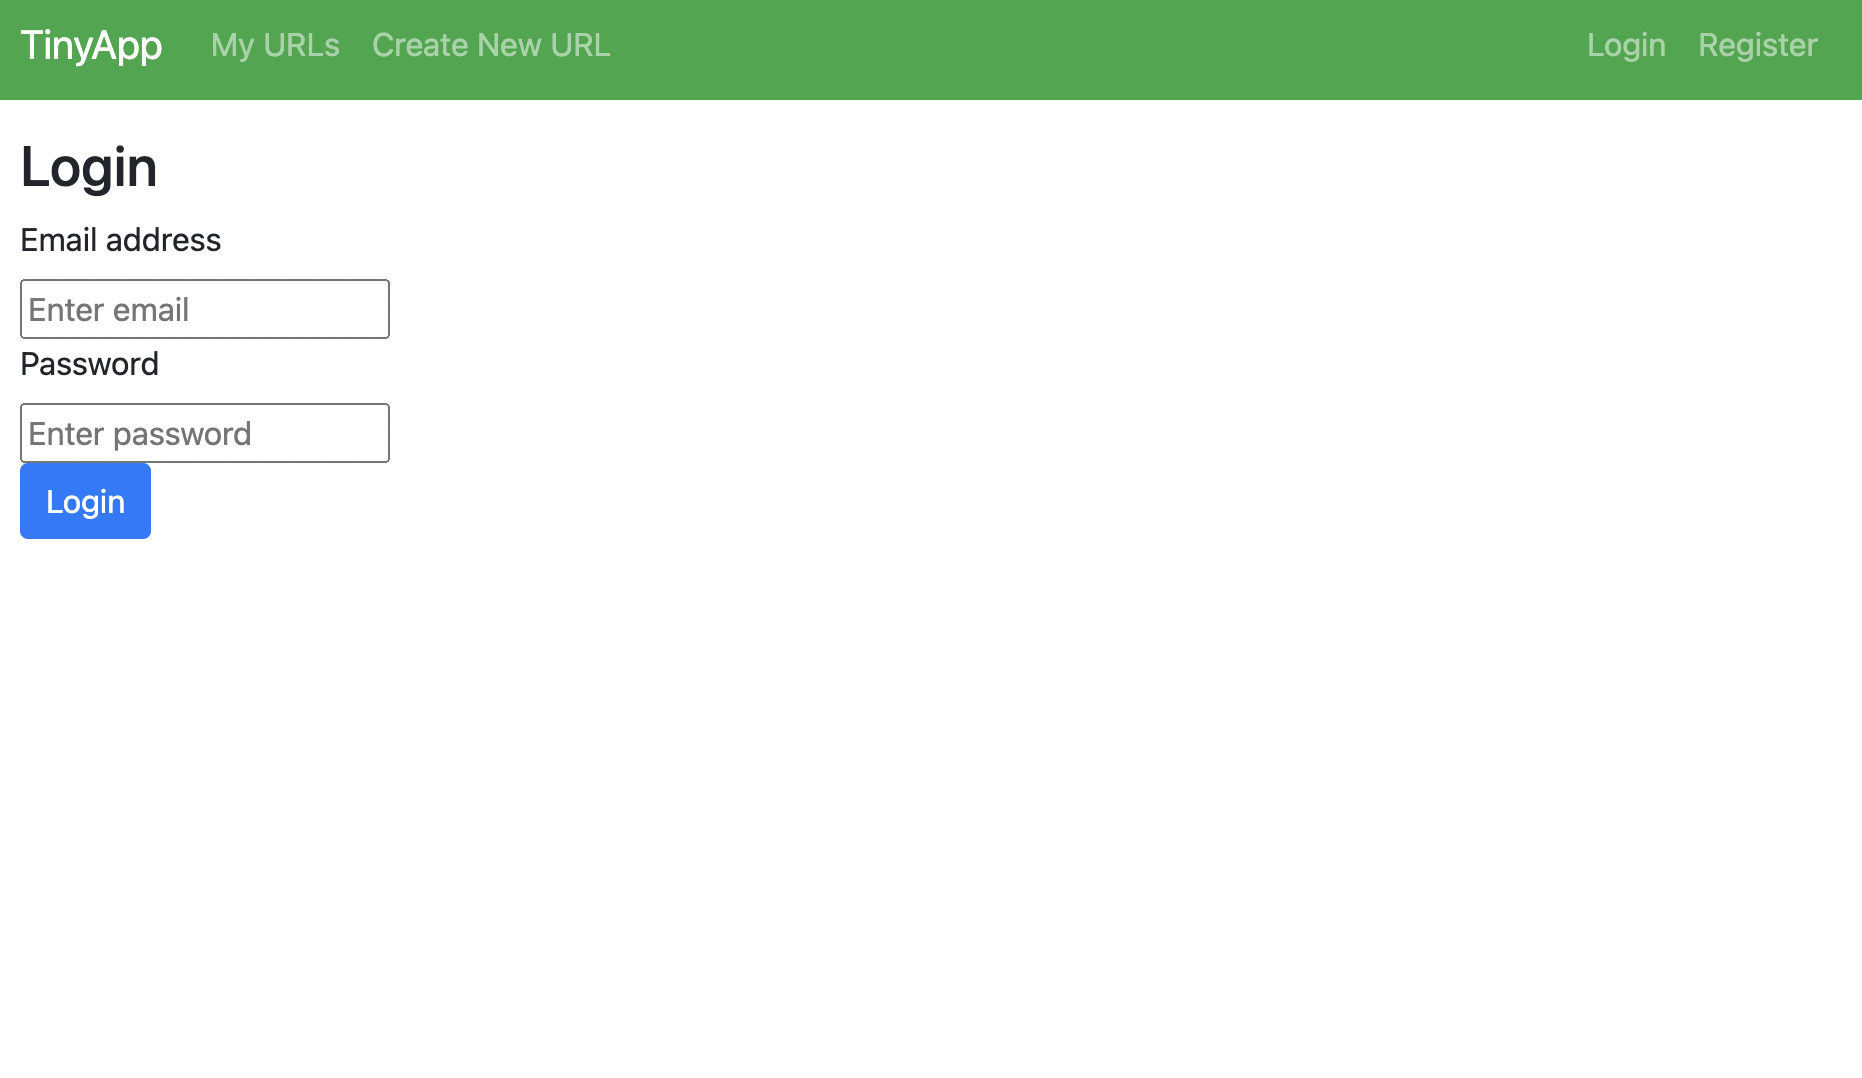 TinyApp My URLs Create New URL Login Register
Login
Email address
Enter email
Password
Enter password
Login